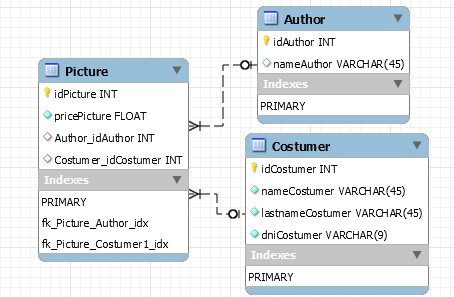 Author
idAuthor INT
nameAuthor VARCHAR(45)
Indexes
PRIMARY
Picture
idPicture INT
pricePicture FLOAT
Author_idAuthor INT
Costumer_idCostumer INT
Indexes
PRIMARY
fk_Picture_Author_idx
fk_Picture_Costumer1_idx
Costumer
idCostumer INT
nameCostumer VARCHAR(45)
lastnameCostumer VARCHAR(45)
dniCostumer VARCHAR(9)
Indexes
PRIMARY